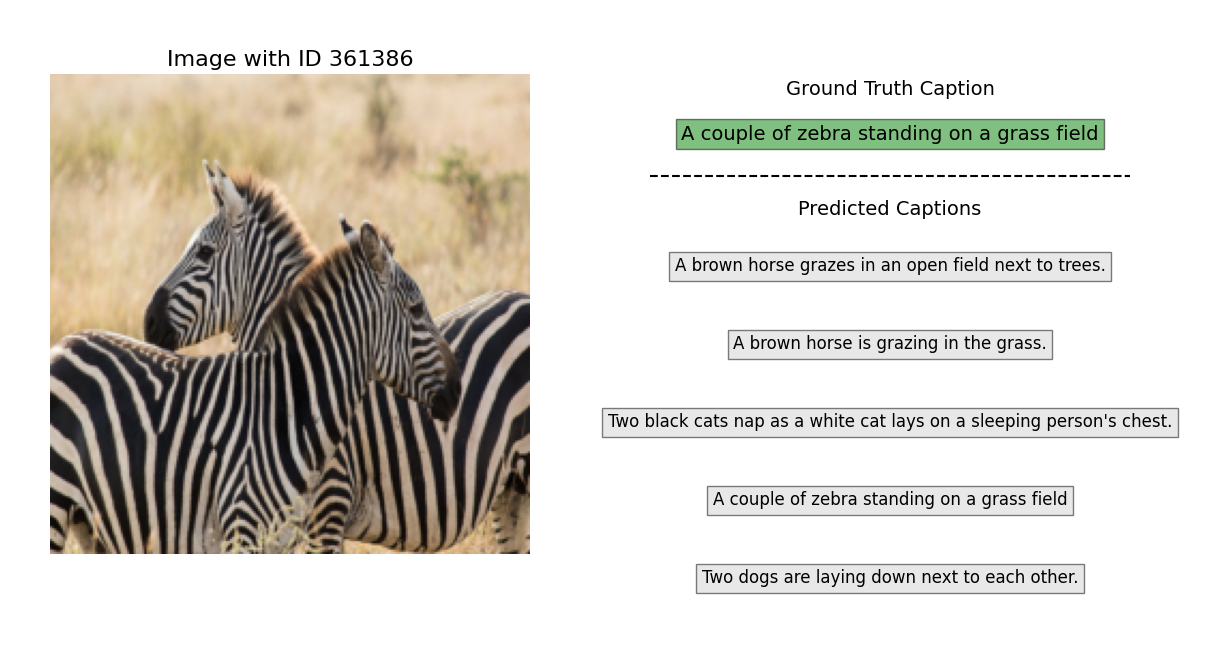 Image with ID 361386
Ground Truth Caption
A couple of zebra standing on a grass field
Predicted Captions
A brown horse grazes in an open field next to trees.
A brown horse is grazing in the grass.
Two black cats nap as a white cat lays on a sleeping person's chest.
A couple of zebra standing on a grass field
Two dogs are laying down next to each other.